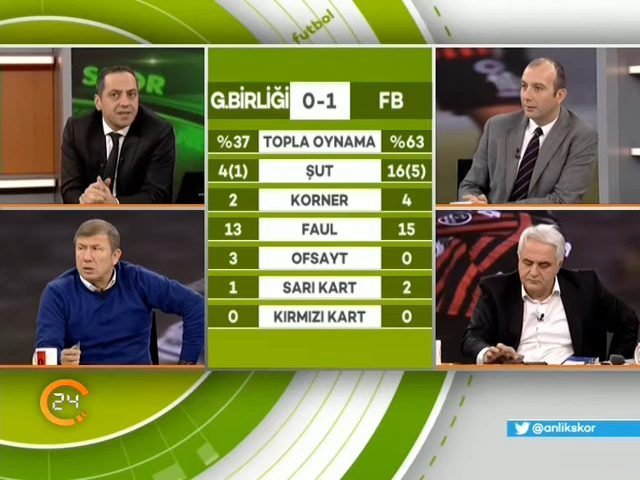 futbol
SPOR
G.BİRLİĞİ 0-1 FB
%37 TOPLA OYNAMA %63
4(1) ŞUT 16(5)
2 KORNER 4
13 FAUL 15
3 OFSAYT 0
1 SARI KART 2
0 KIRMIZI KART 0
24
@anlikskor